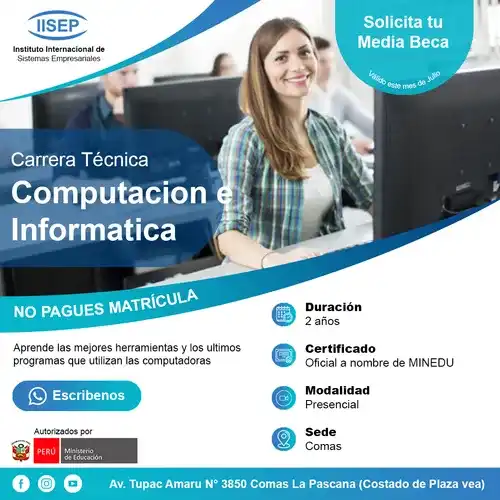 IISEP
Instituto Internacional de
Sistemas Empresariales
Solicita tu
Media Beca
Válido este mes de Julio
Carrera Técnica
Computacion e
Informatica
NO PAGUES MATRÍCULA
Aprende las mejores herramientas y los ultimos
programas que utilizan las computadoras
Escribenos
Autorizados por
PERÚ
Ministerio
de Educación
Duración
2 años
Certificado
Oficial a nombre de MINEDU
Modalidad
Presencial
Sede
Comas
Av. Tupac Amaru N° 3850 Comas La Pascana (Costado de Plaza vea)